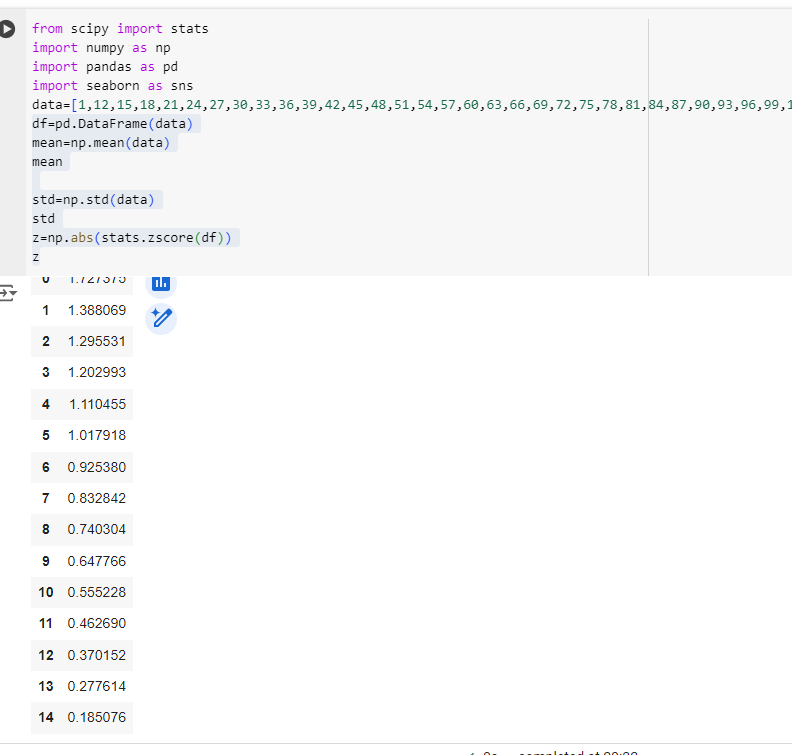 from scipy import stats
import numpy as np
import pandas as pd
import seaborn as sns
data=[1,12,15,18,21,24,27,30,33,36,39,42,45,48,51,54,57,60,63,66,69,72,75,78,81,84,87,90,93,96,99,1
df=pd.DataFrame(data)
mean=np.mean(data)
mean
std=np.std(data)
std
z=np.abs(stats.zscore(df))
z
0 1.727375
1 1.388069
2 1.295531
3 1.202993
4 1.110455
5 1.017918
6 0.925380
7 0.832842
8 0.740304
9 0.647766
10 0.555228
11 0.462690
12 0.370152
13 0.277614
14 0.185076
completed at